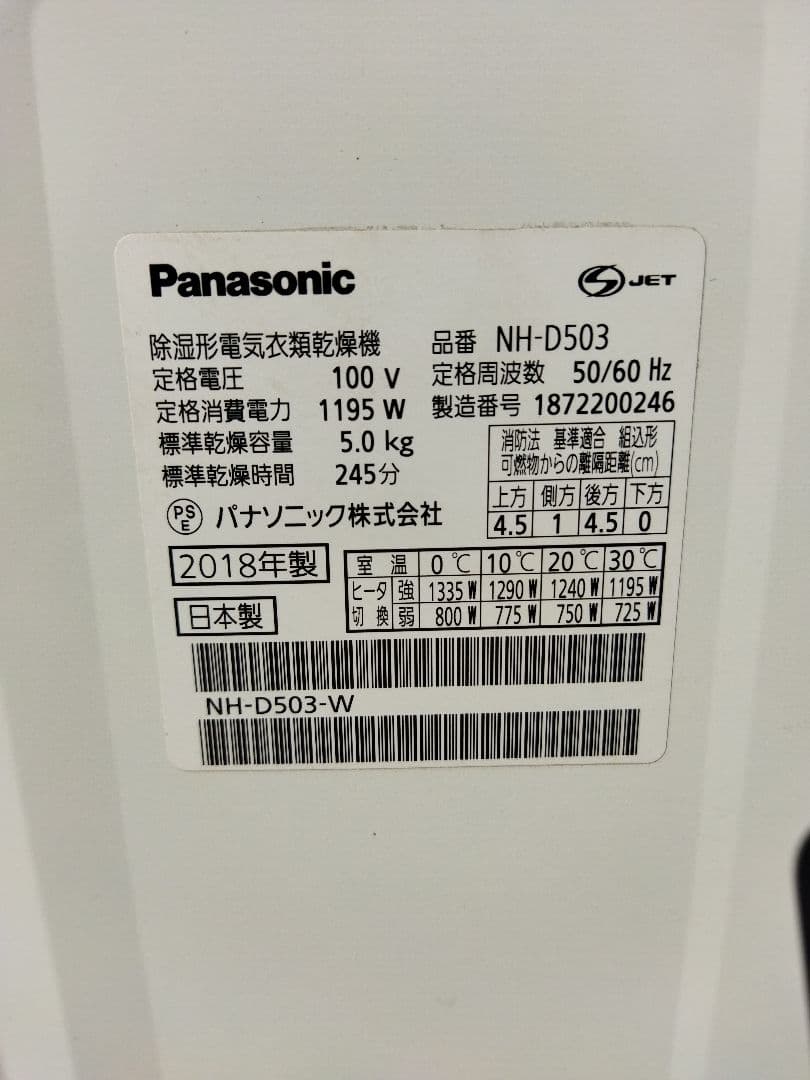 Panasonic
S JET
除湿形電気衣類乾燥機 品番 NH-D503
定格電圧 100 V 定格周波数 50/60 Hz
定格消費電力 1195 W 製造番号 1872200246
標準乾燥容量 5.0 kg
標準乾燥時間 245分
消防法 基準適合 組込形
可燃物からの離隔距離(cm)
上方 側方 後方 下方
4.5 1 4.5 0
PS E パナソニック株式会社
2018年製
日本製
室温 0℃ 10℃ 20℃ 30℃
ヒータ 強 1335 W 1290 W 1240 W 1195 W
切換 弱 800 W 775 W 750 W 725 W
NH-D503-W